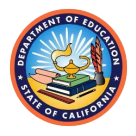 DEPARTMENT OF EDUCATION
STATE OF CALIFORNIA